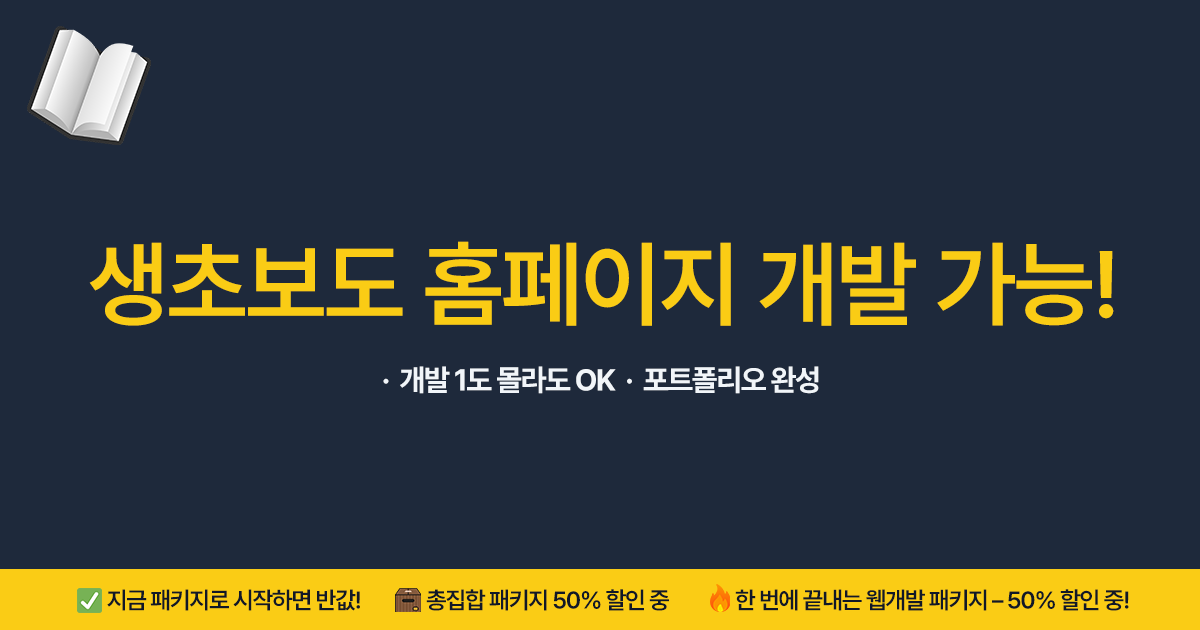 생초보도 홈페이지 개발 가능!
· 개발 1도 몰라도 OK · 포트폴리오 완성
✅ 지금 패키지로 시작하면 반값! 총집합 패키지 50% 할인 중 🔥 한 번에 끝내는 웹개발 패키지 – 50% 할인 중!